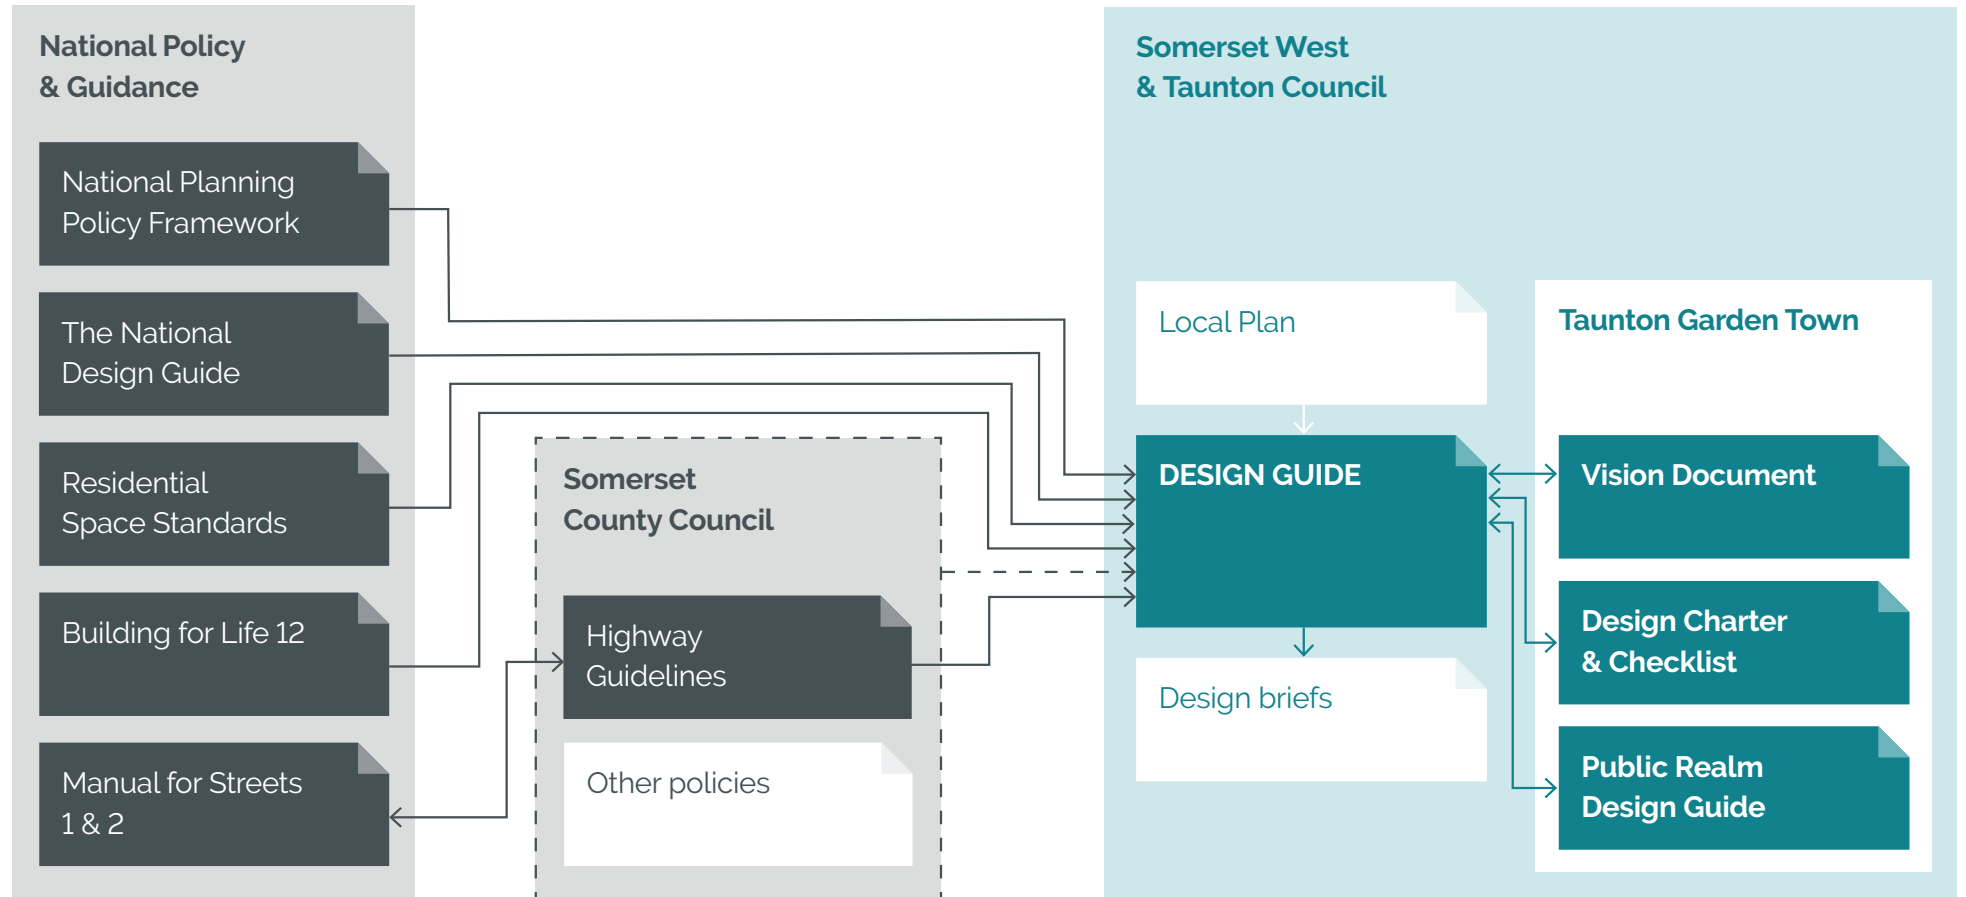 National Policy
& Guidance
National Planning
Policy Framework
The National
Design Guide
Residential
Space Standards
Building for Life 12
Manual for Streets
1 & 2
Somerset
County Council
Highway
Guidelines
Other policies
Somerset West
& Taunton Council
Local Plan
DESIGN GUIDE
Design briefs
Taunton Garden Town
Vision Document
Design Charter
& Checklist
Public Realm
Design Guide